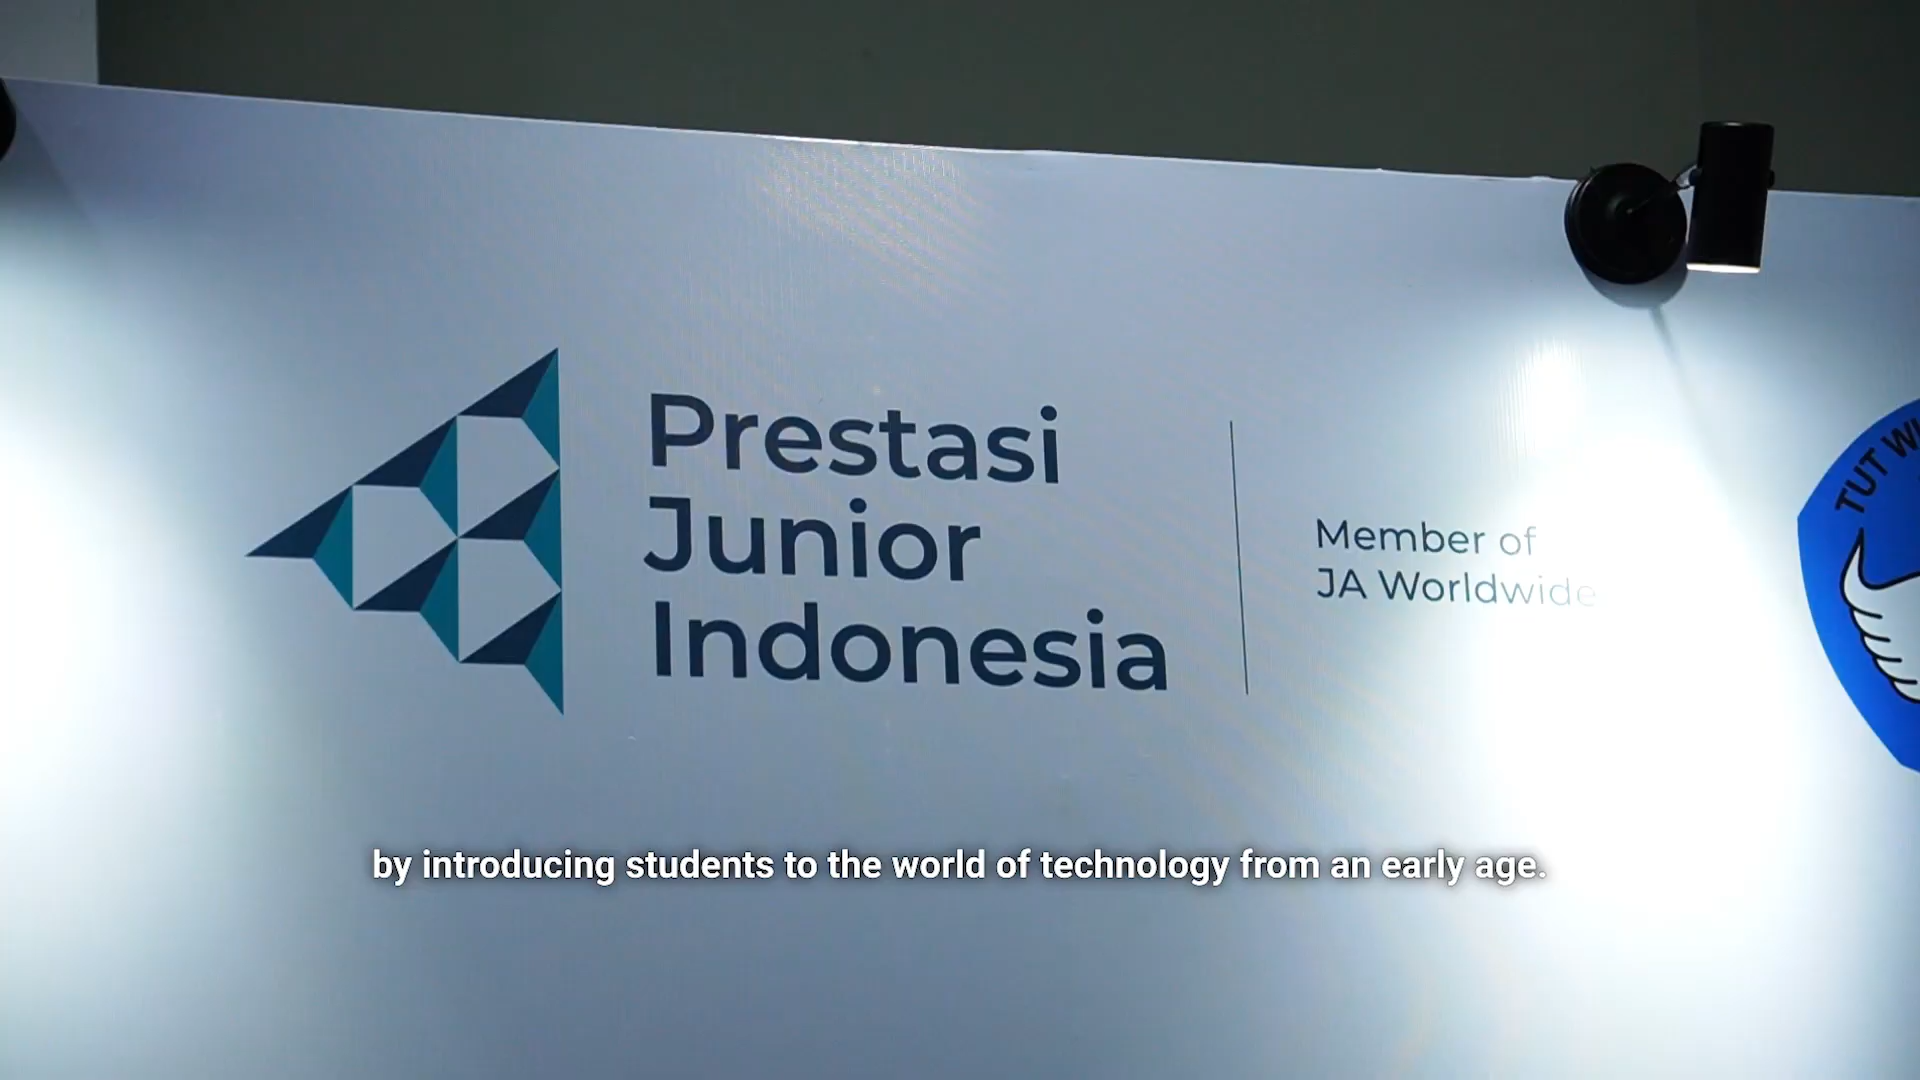 Prestasi
Junior
Indonesia
Member of
JA Worldwide
TUT
by introducing students to the world of technology from an early age.